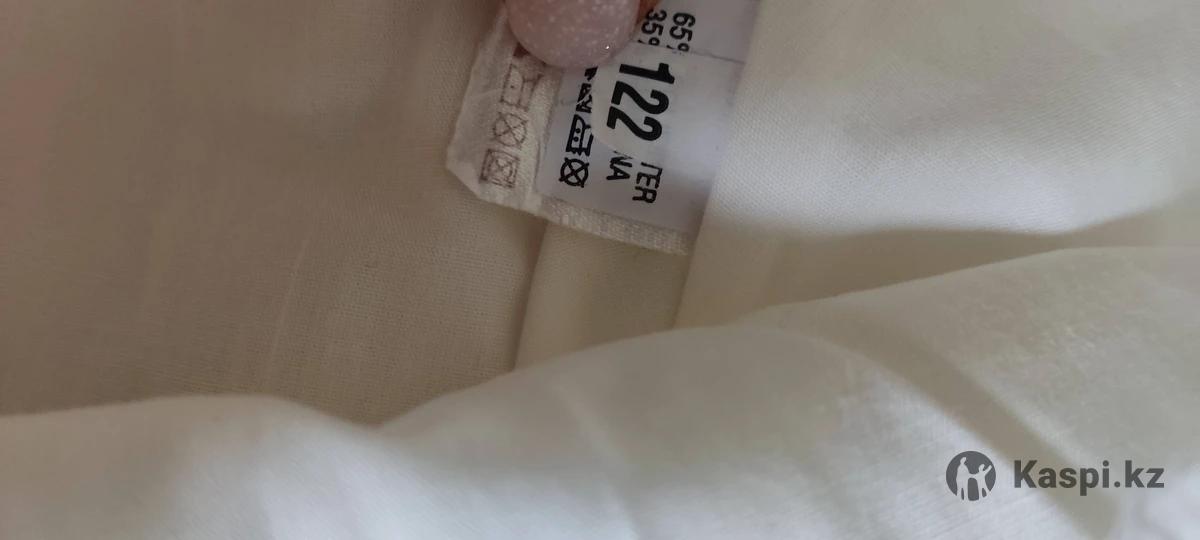 65%
35%
122
TER
NA
Kaspi.kz